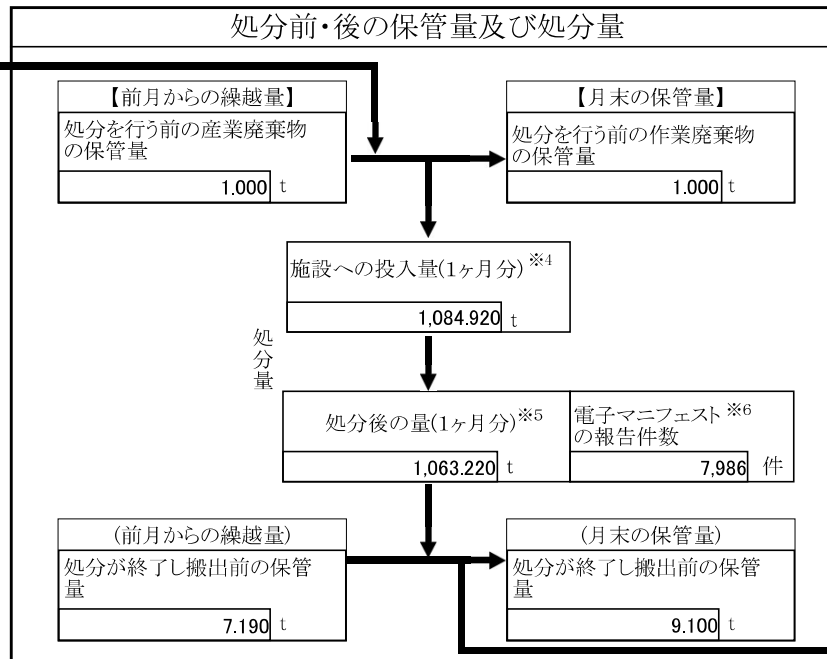 処分前・後の保管量及び処分量
【前月からの繰越量】
処分を行う前の産業廃棄物
の保管量
1.000 t
【月末の保管量】
処分を行う前の作業廃棄物
の保管量
1.000 t
施設への投入量(1ヶ月分)※4
1,084.920 t
処分量
処分後の量(1ヶ月分)※5
1,063.220 t
電子マニフェスト※6
の報告件数
7,986 件
(前月からの繰越量)
処分が終了し搬出前の保管
量
7.190 t
(月末の保管量)
処分が終了し搬出前の保管
量
9.100 t